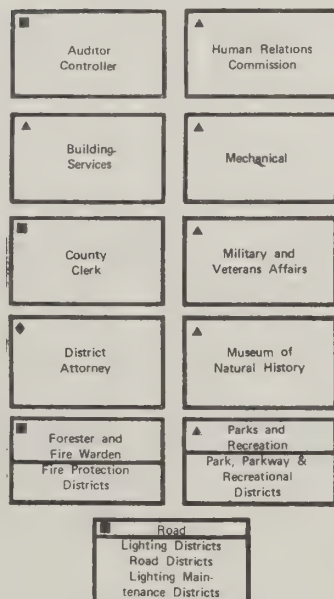 Auditor
Controller
Human Relations
Commission
Building
Services
Mechanical
County
Clerk
Military and
Veterans Affairs
District
Attorney
Museum of
Natural History
Forester and
Fire Warden
Fire Protection
Districts
Parks and
Recreation
Park, Parkway &
Recreational
Districts
Road
Lighting Districts
Road Districts
Lighting Main-
tenance Districts